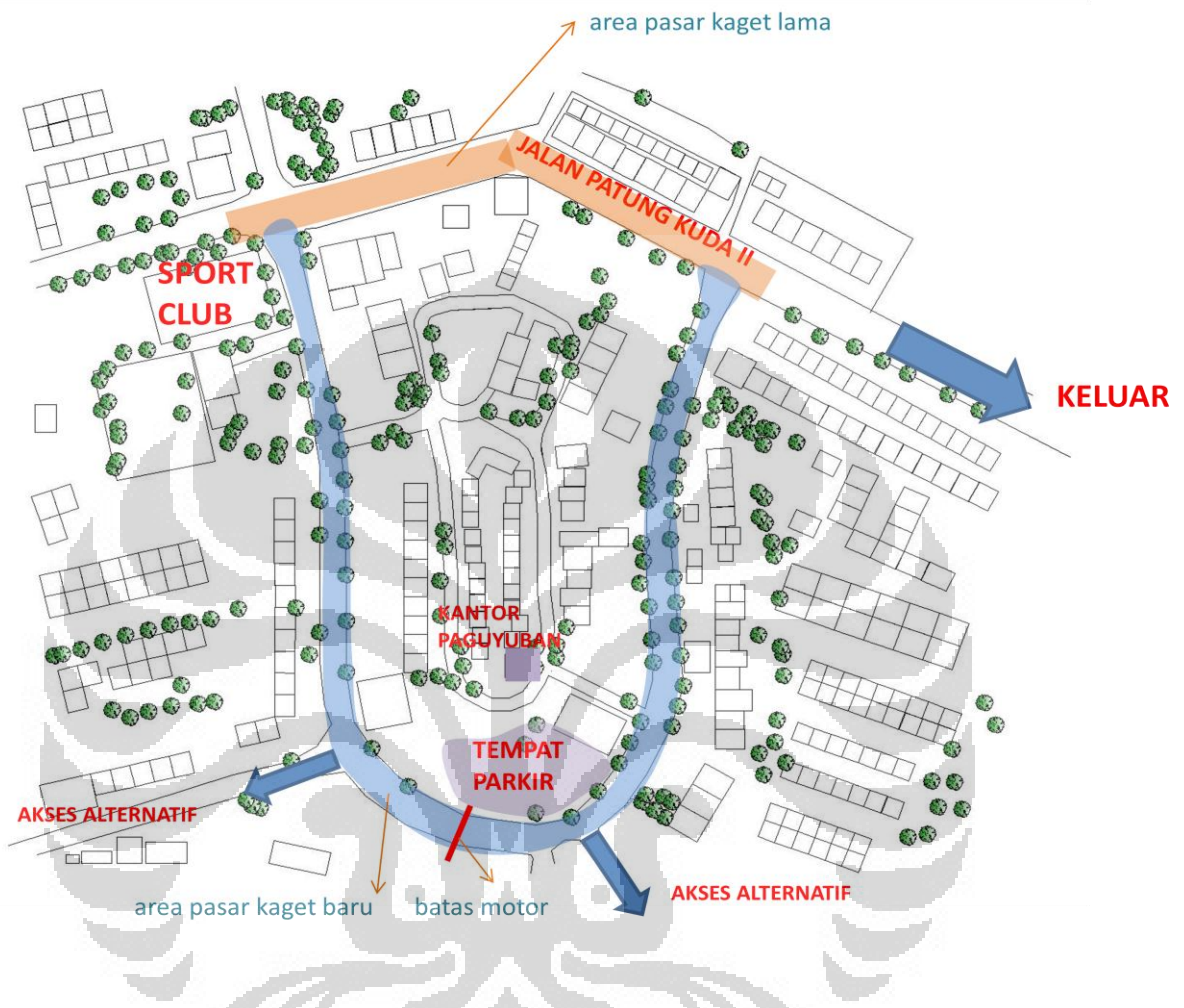 area pasar kaget lama
JALAN PATUNG KUDA II
SPORT
CLUB
KELUAR
KANTOR
PAGUYUBAN
TEMPAT
PARKIR
AKSES ALTERNATIF
AKSES ALTERNATIF
area pasar kaget baru
batas motor